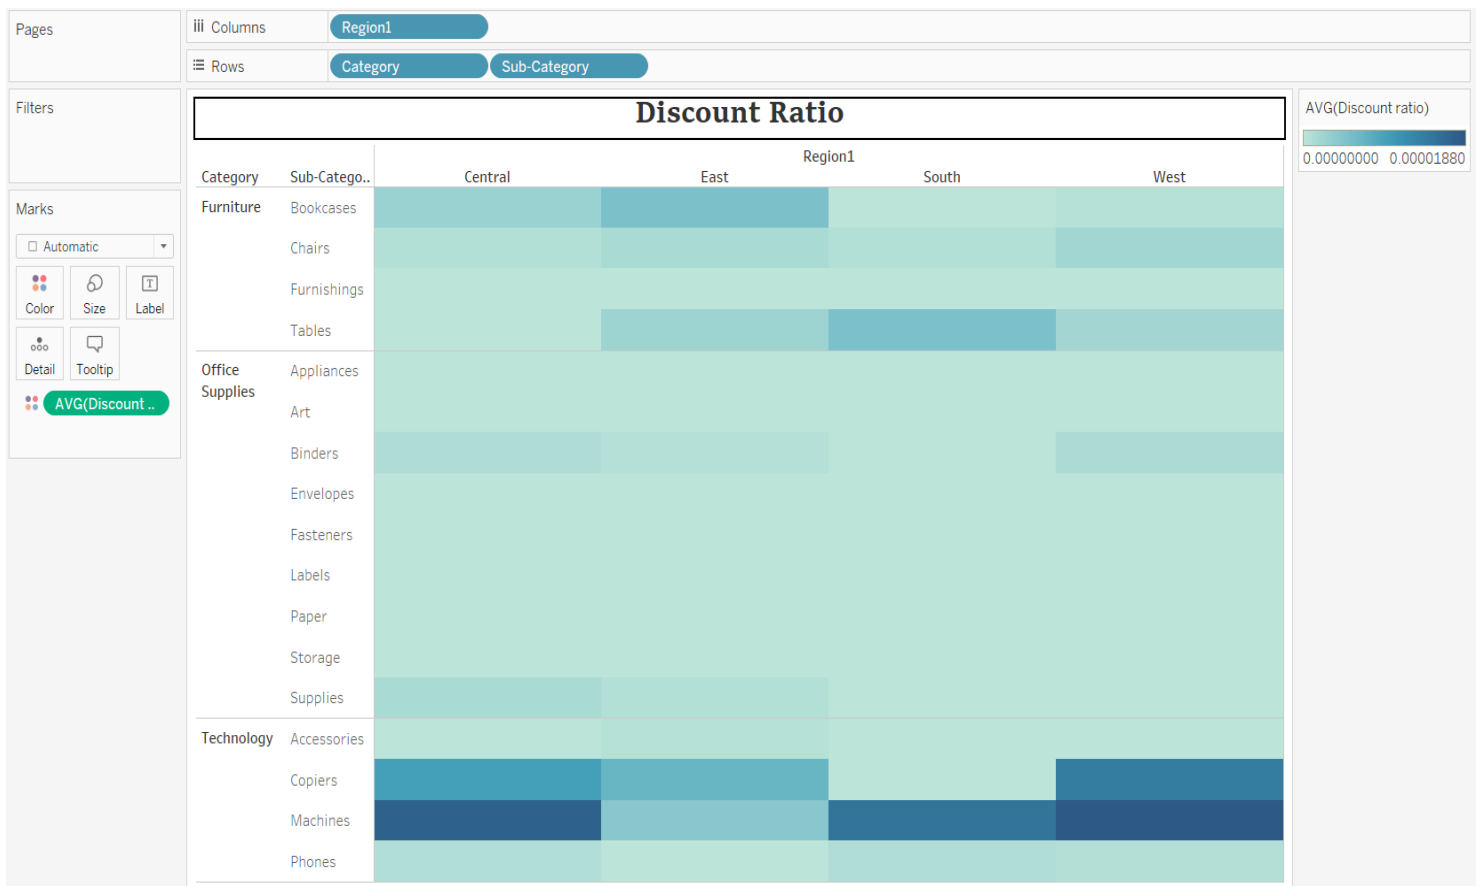 Pages
Columns
Region1
Rows
Category
Sub-Category
Filters
Discount Ratio
AVG(Discount ratio)
0.00000000 0.00001880
Region1
Category Sub-Catego.. Central East South West
Marks
Automatic
Color Size Label
Detail Tooltip
AVG(Discount ..
Furniture Bookcases
Chairs
Furnishings
Tables
Office Supplies Appliances
Art
Binders
Envelopes
Fasteners
Labels
Paper
Storage
Supplies
Technology Accessories
Copiers
Machines
Phones